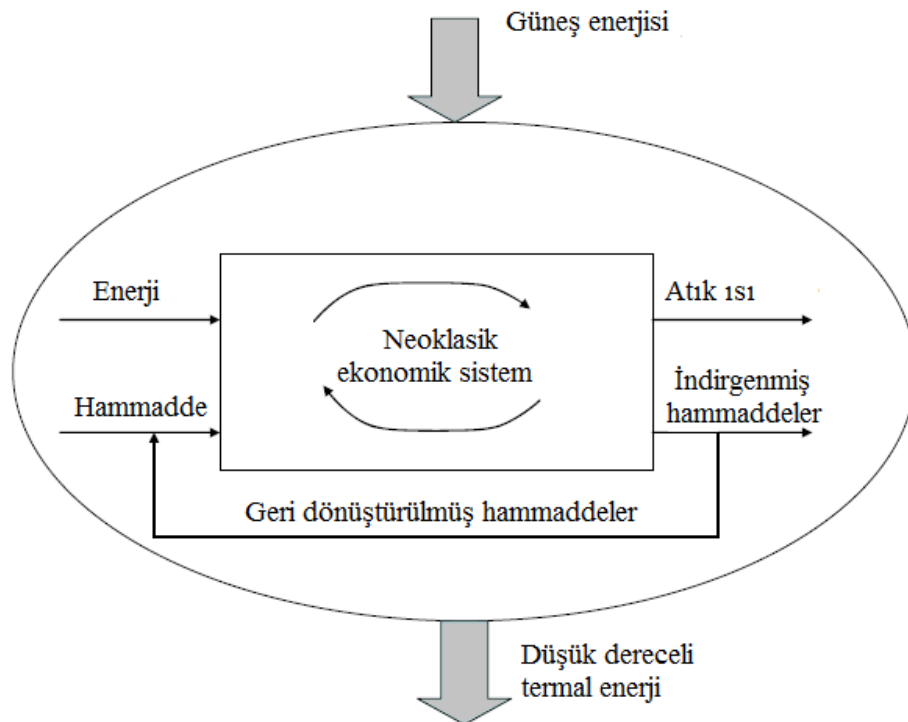 Güneş enerjisi
Enerji
Atık ısı
Neoklasik
ekonomik sistem
Hammadde
İndirgenmiş
hammaddeler
Geri dönüştürülmüş hammaddeler
Düşük dereceli
termal enerji